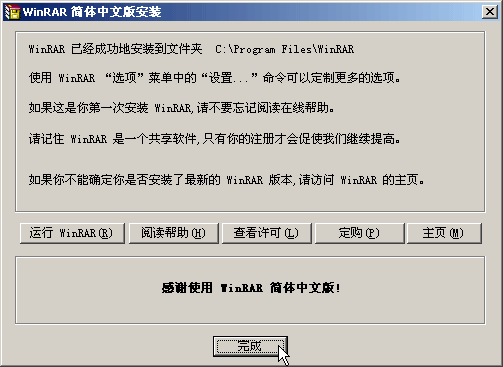 WinRAR 简体中文版安装
WinRAR 已经成功地安装到文件夹 C:\Program Files\WinRAR
使用 WinRAR “选项”菜单中的“设置...”命令可以定制更多的选项。
如果这是你第一次安装 WinRAR,请不要忘记阅读在线帮助。
请记住 WinRAR 是一个共享软件,只有你的注册才会促使我们继续提高。
如果你不能确定你是否安装了最新的 WinRAR 版本,请访问 WinRAR 的主页。
运行 WinRAR(R) 阅读帮助(H) 查看许可(L) 定购(P) 主页(M)
感谢使用 WinRAR 简体中文版!
完成